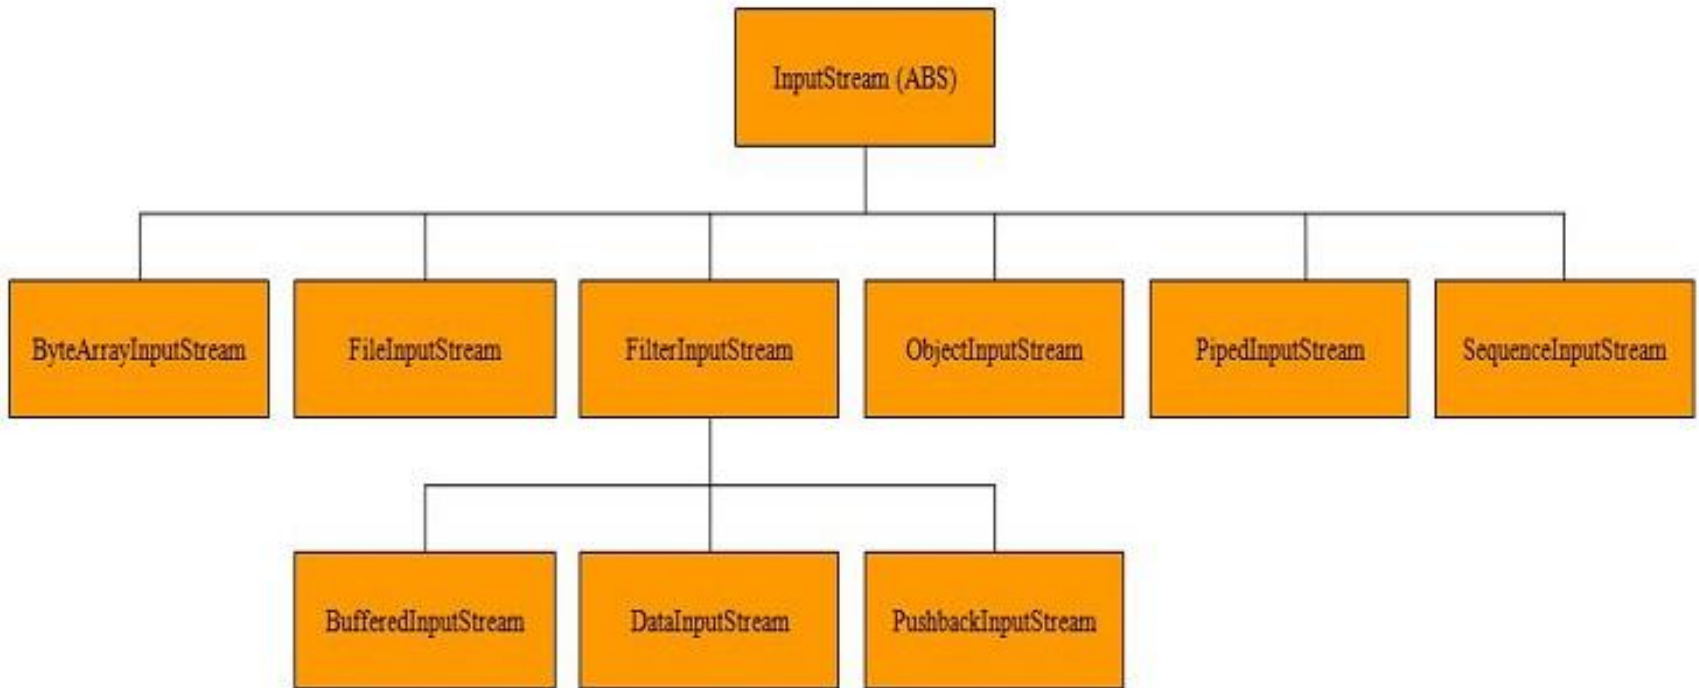 InputStream (ABS)
ByteArrayInputStream
FileInputStream
FilterInputStream
ObjectInputStream
PipedInputStream
SequenceInputStream
BufferedInputStream
DataInputStream
PushbackInputStream